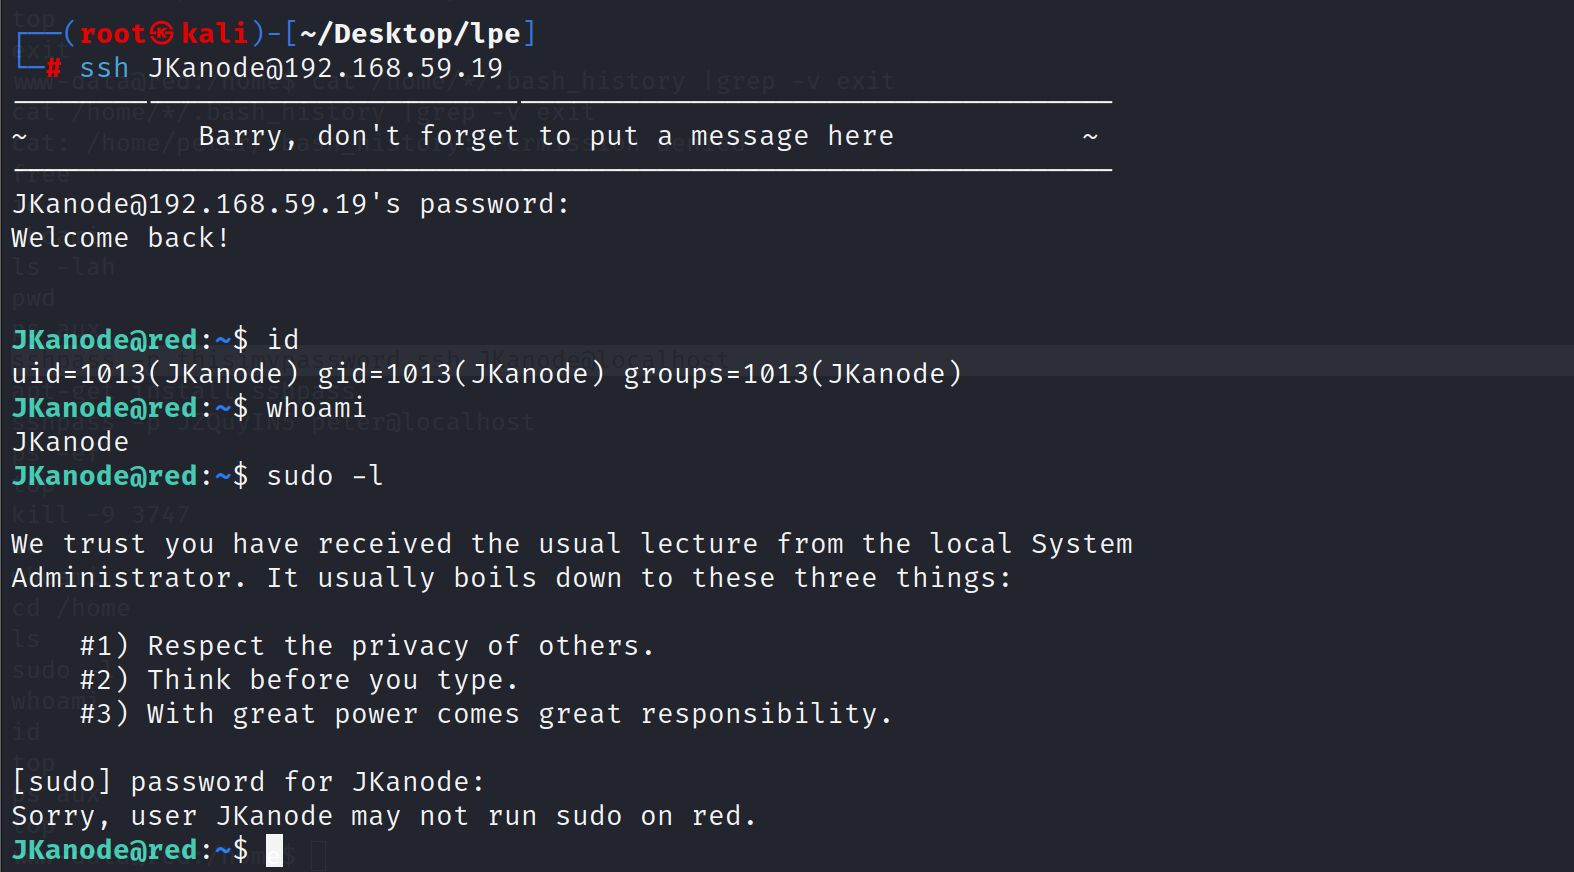 ┌──(root㉿kali)-[~/Desktop/lpe]
└─# ssh JKanode@192.168.59.19
~ Barry, don't forget to put a message here ~
JKanode@192.168.59.19's password:
Welcome back!
JKanode@red:~$ id
uid=1013(JKanode) gid=1013(JKanode) groups=1013(JKanode)
JKanode@red:~$ whoami
JKanode
JKanode@red:~$ sudo -l
We trust you have received the usual lecture from the local System
Administrator. It usually boils down to these three things:
#1) Respect the privacy of others.
#2) Think before you type.
#3) With great power comes great responsibility.
[sudo] password for JKanode:
Sorry, user JKanode may not run sudo on red.
JKanode@red:~$